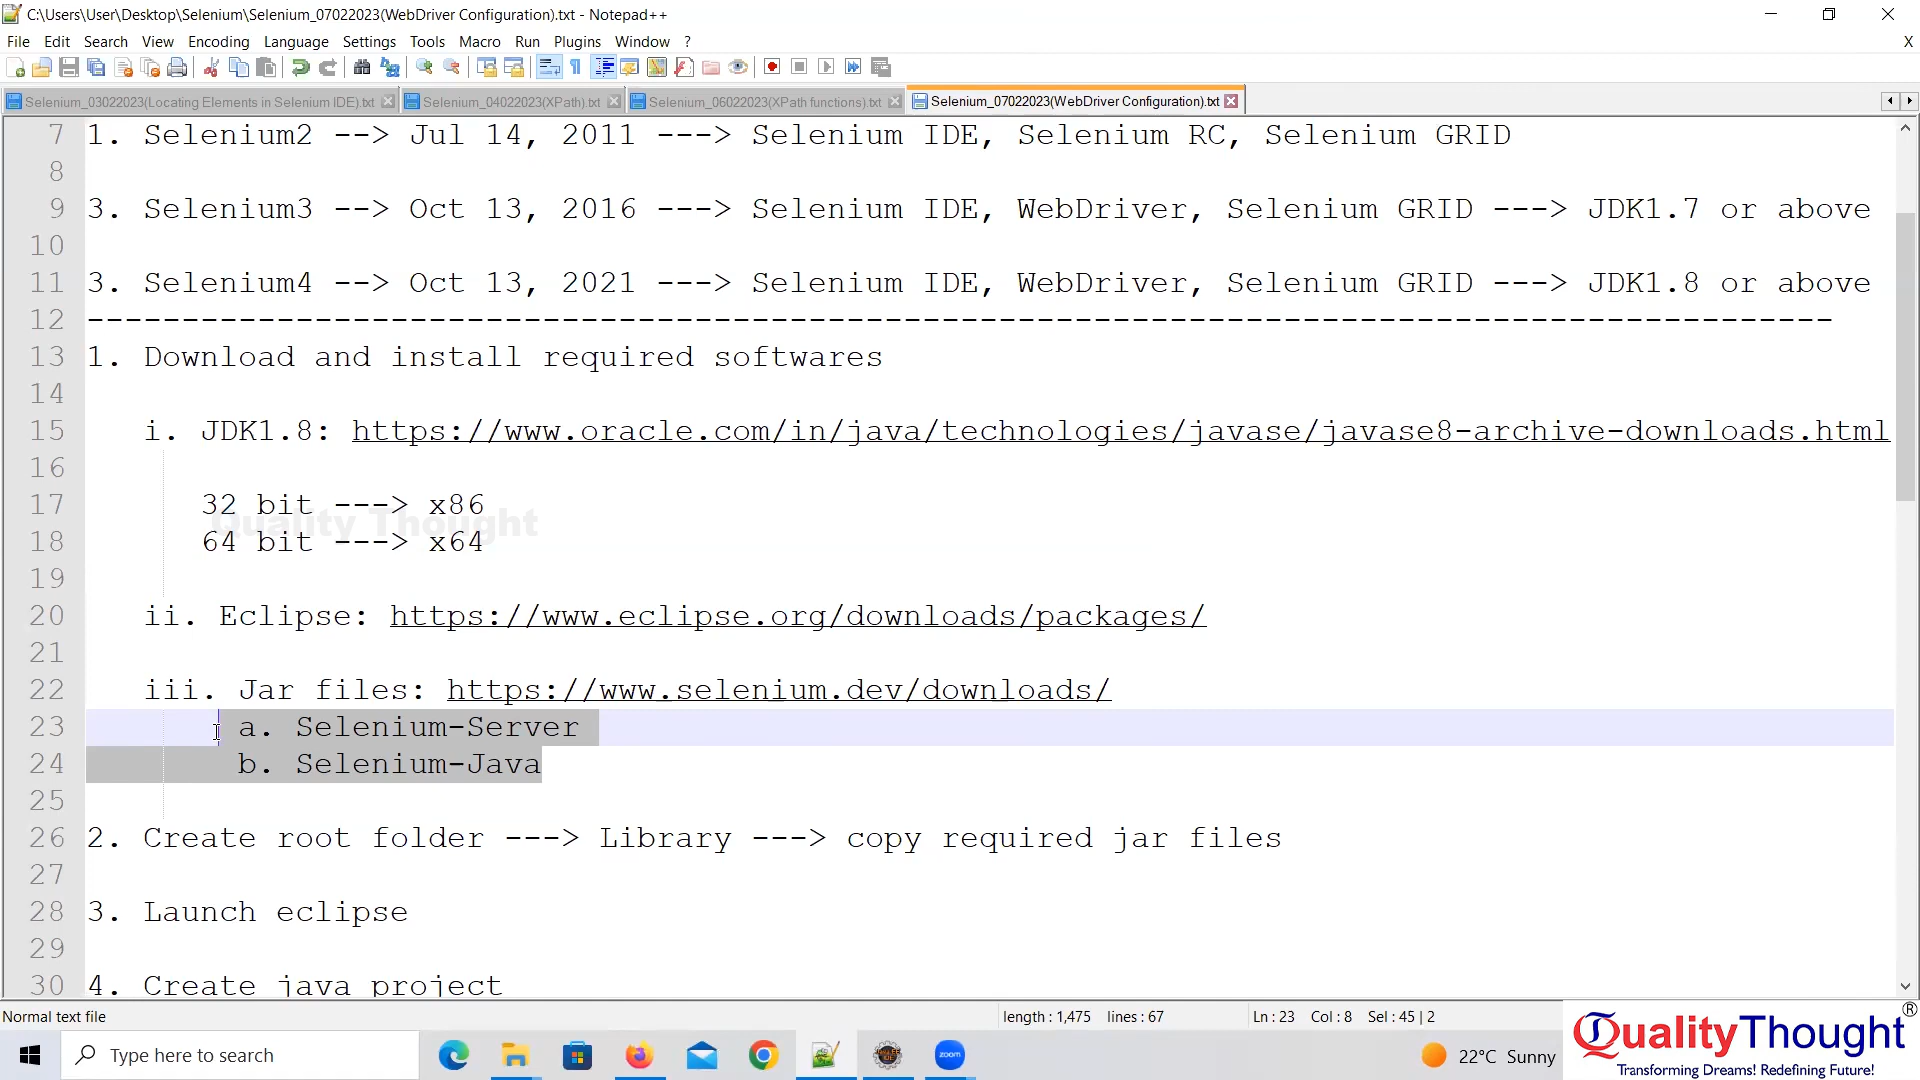 C:\Users\User\Desktop\Selenium\Selenium_07022023(WebDriver Configuration).txt - Notepad++
File Edit Search View Encoding Language Settings Tools Macro Run Plugins Window ? X
Selenium_03022023(Locating Elements in Selenium IDE).txt Selenium_04022023(XPath).txt Selenium_06022023(XPath functions).txt Selenium_07022023(WebDriver Configuration).txt
7 1. Selenium2 --> Jul 14, 2011 ---> Selenium IDE, Selenium RC, Selenium GRID
8
9 3. Selenium3 --> Oct 13, 2016 ---> Selenium IDE, WebDriver, Selenium GRID ---> JDK1.7 or above
10
11 3. Selenium4 --> Oct 13, 2021 ---> Selenium IDE, WebDriver, Selenium GRID ---> JDK1.8 or above
12 --------------------------------------------------------------------------------------------
13 1. Download and install required softwares
14
15 i. JDK1.8: https://www.oracle.com/in/java/technologies/javase/javase8-archive-downloads.html
16
17 32 bit ---> x86
Quality Thought
18 64 bit ---> x64
19
20 ii. Eclipse: https://www.eclipse.org/downloads/packages/
21
22 iii. Jar files: https://www.selenium.dev/downloads/
23 a. Selenium-Server
24 b. Selenium-Java
25
26 2. Create root folder ---> Library ---> copy required jar files
27
28 3. Launch eclipse
29
30 4. Create java project
Normal text file length : 1,475 lines : 67 Ln : 23 Col : 8 Sel : 45 | 2
Type here to search zoom 22°C Sunny
QualityThought ®
Transforming Dreams! Redefining Future!